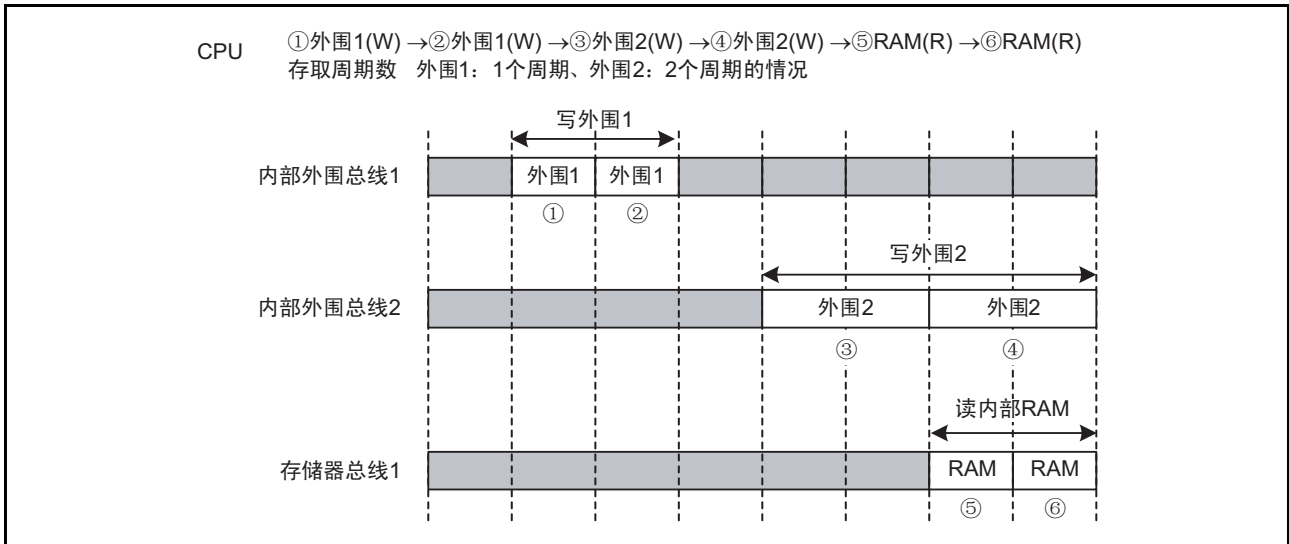 CPU
①外围1(W) →②外围1(W) →③外围2(W) →④外围2(W) →⑤RAM(R) →⑥RAM(R)
存取周期数 外围1：1个周期、外围2：2个周期的情况
写外围1
内部外围总线1
外围1 外围1
① ②
写外围2
内部外围总线2
外围2 外围2
③ ④
读内部RAM
存储器总线1
RAM RAM
⑤ ⑥